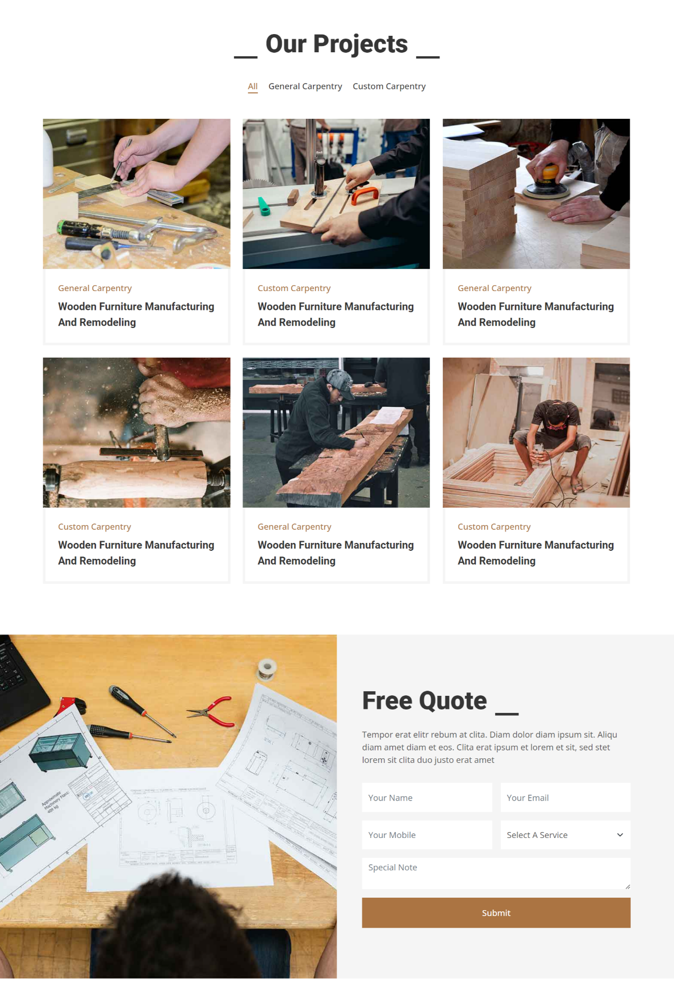 Our Projects
All General Carpentry Custom Carpentry
General Carpentry
Wooden Furniture Manufacturing
And Remodeling
Custom Carpentry
Wooden Furniture Manufacturing
And Remodeling
General Carpentry
Wooden Furniture Manufacturing
And Remodeling
Custom Carpentry
Wooden Furniture Manufacturing
And Remodeling
General Carpentry
Wooden Furniture Manufacturing
And Remodeling
Custom Carpentry
Wooden Furniture Manufacturing
And Remodeling
Approximate
Machinery Mass:
409 kg
Free Quote
Tempor erat elitr rebum at clita. Diam dolor diam ipsum sit. Aliqu
diam amet diam et eos. Clita erat ipsum et lorem et sit, sed stet
lorem sit clita duo justo erat amet
Your Name
Your Email
Your Mobile
Select A Service
Special Note
Submit